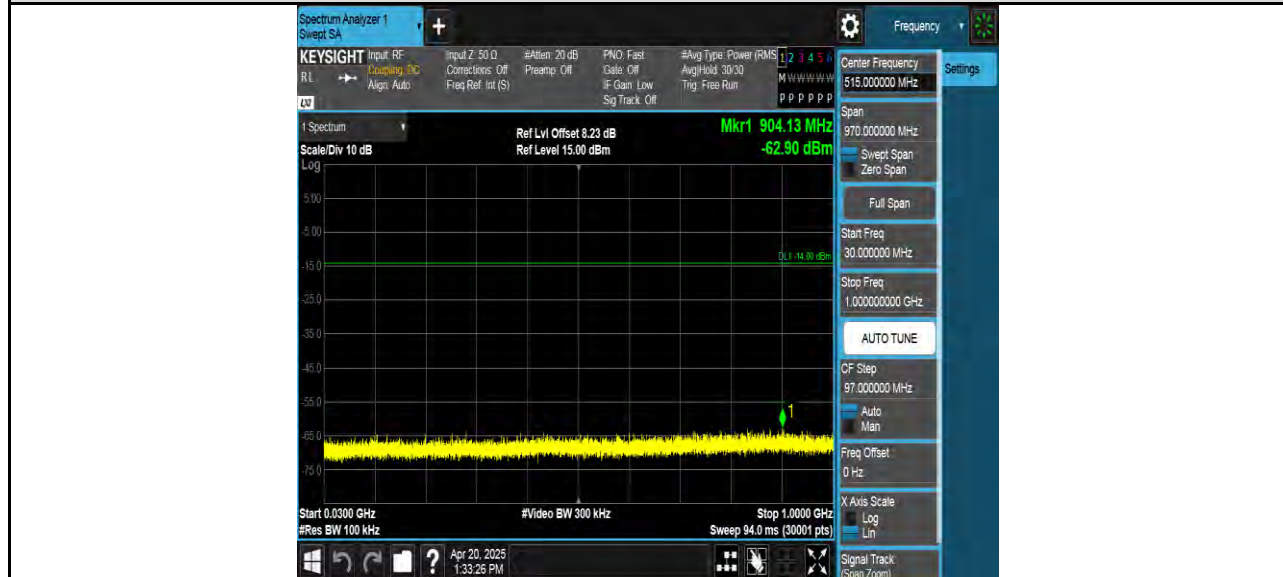 Spectrum Analyzer 1
Swept SA
+
Frequency
KEYSIGHT
RL
LXI
Input: RF
Coupling: DC
Align: Auto
Input Z: 50 Ω
Corrections: Off
Freq Ref: Int (S)
#Atten: 20 dB
Preamp: Off
PNO: Fast
Gate: Off
IF Gain: Low
Sig Track: Off
#Avg Type: Power (RMS
Avg|Hold: 30/30
Trig: Free Run
1 2 3 4 5 6
M W W W W W
P P P P P P
1 Spectrum
Scale/Div 10 dB
Log
Ref Lvl Offset 8.23 dB
Ref Level 15.00 dBm
Mkr1 904.13 MHz
-62.90 dBm
5.00
-5.00
-15.0
-25.0
-35.0
-45.0
-55.0
-65.0
-75.0
DL1 -14.00 dBm
1
Start 0.0300 GHz
#Res BW 100 kHz
#Video BW 300 kHz
Stop 1.0000 GHz
Sweep 94.0 ms (30001 pts)
?
Apr 20, 2025
1:33:26 PM
Center Frequency
515.000000 MHz
Span
970.000000 MHz
Swept Span
Zero Span
Full Span
Start Freq
30.000000 MHz
Stop Freq
1.000000000 GHz
AUTO TUNE
CF Step
97.000000 MHz
Auto
Man
Freq Offset
0 Hz
X Axis Scale
Log
Lin
Signal Track
(Span Zoom)
Settings